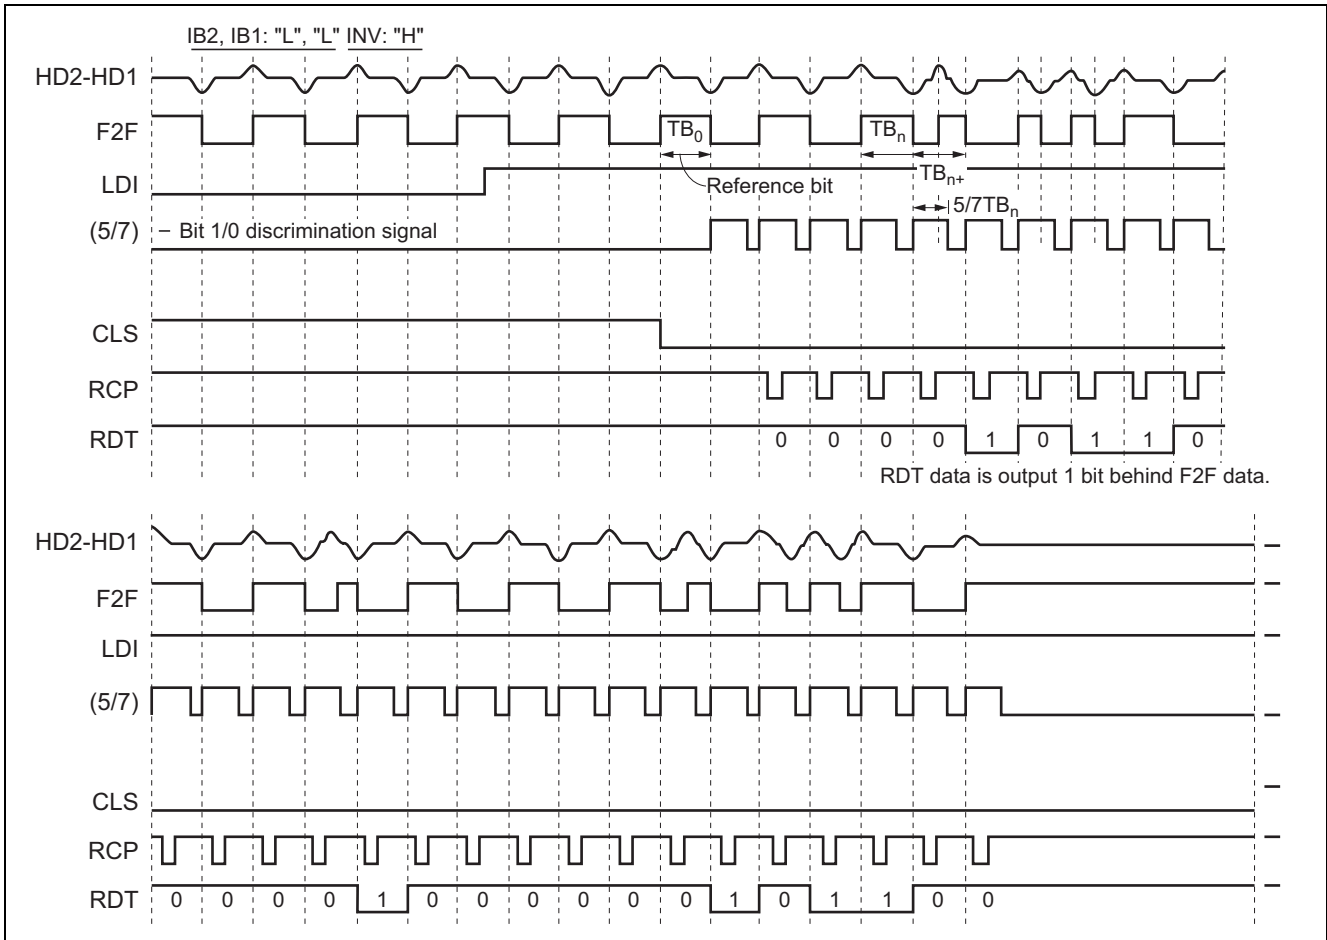 IB2, IB1: "L", "L" INV: "H"
HD2-HD1
F2F
TB0
TBn
LDI
Reference bit
TBn+
5/7TBn
(5/7)
– Bit 1/0 discrimination signal
CLS
RCP
RDT
0 0 0 0 1 0 1 1 0
RDT data is output 1 bit behind F2F data.
HD2-HD1
F2F
LDI
(5/7)
CLS
RCP
RDT
0 0 0 0 1 0 0 0 0 0 0 1 0 1 1 0 0